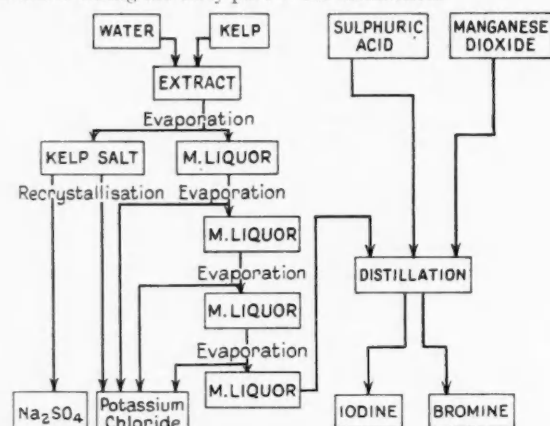 WATER
KELP
SULPHURIC
ACID
MANGANESE
DIOXIDE
EXTRACT
Evaporation
KELP SALT
M.LIQUOR
Recrystallisation
Evaporation
M.LIQUOR
DISTILLATION
Evaporation
M.LIQUOR
Evaporation
M.LIQUOR
Na₂SO₄
Potassium
Chloride
IODINE
BROMINE